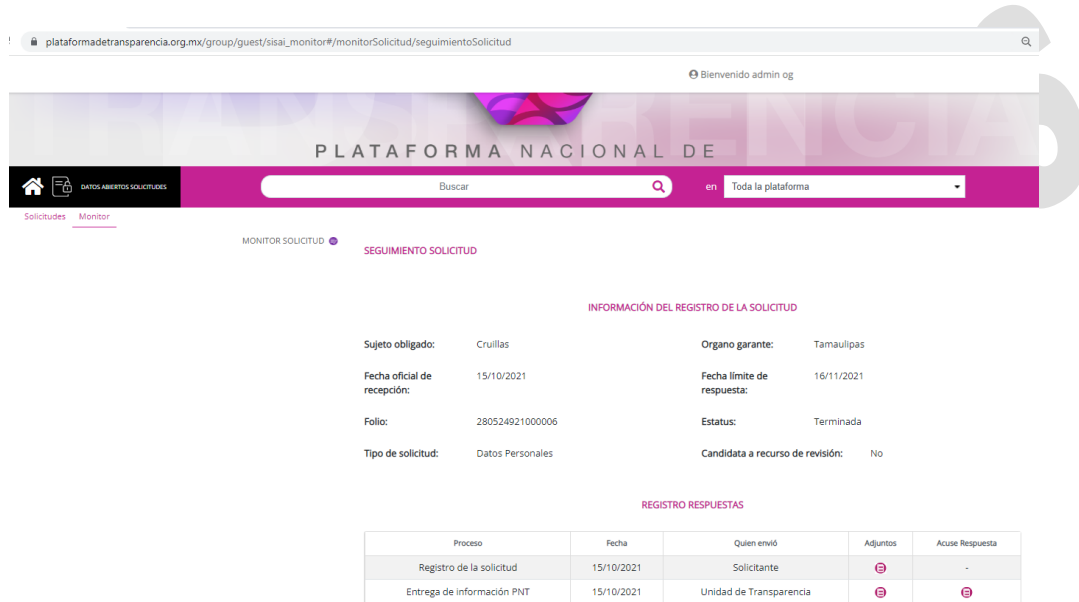 plataformadetransparencia.org.mx/group/guest/sisai_monitor#/monitorSolicitud/seguimientoSolicitud
Bienvenido admin og
TRANSPARENCIA
PLATAFORMA NACIONAL DE
DATOS ABIERTOS SOLICITUDES
Buscar
en
Toda la plataforma
Solicitudes Monitor
MONITOR SOLICITUD
SEGUIMIENTO SOLICITUD
INFORMACIÓN DEL REGISTRO DE LA SOLICITUD
Sujeto obligado: Cruillas Organo garante: Tamaulipas
Fecha oficial de recepción: 15/10/2021 Fecha límite de respuesta: 16/11/2021
Folio: 280524921000006 Estatus: Terminada
Tipo de solicitud: Datos Personales Candidata a recurso de revisión: No
REGISTRO RESPUESTAS
Proceso Fecha Quien envió Adjuntos Acuse Respuesta
Registro de la solicitud 15/10/2021 Solicitante -
Entrega de información PNT 15/10/2021 Unidad de Transparencia